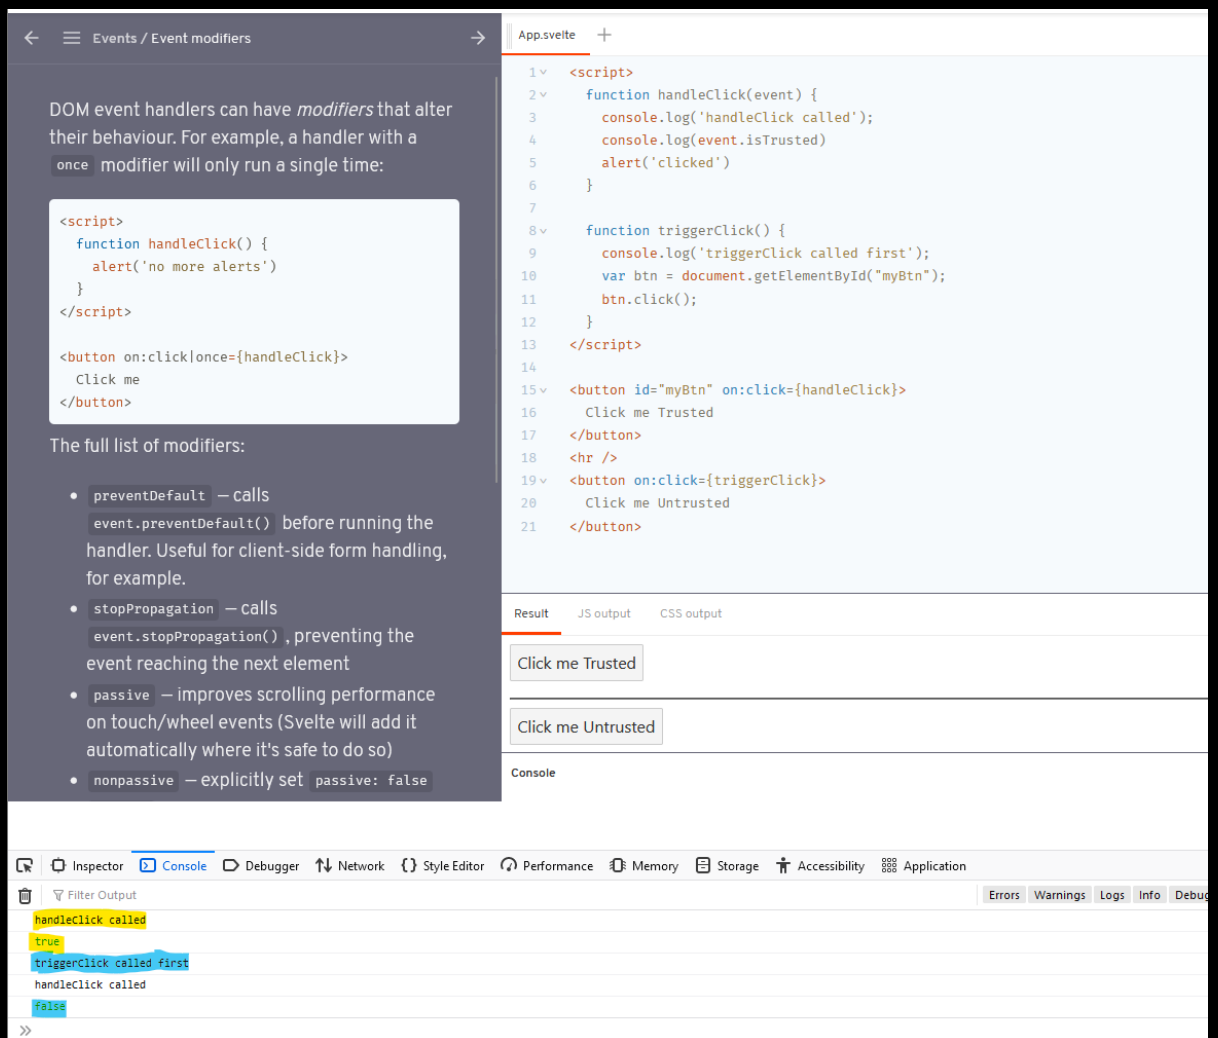 Events / Event modifiers
DOM event handlers can have modifiers that alter
their behaviour. For example, a handler with a
once modifier will only run a single time:
<script>
function handleClick() {
alert('no more alerts')
}
</script>
<button on:click|once={handleClick}>
Click me
</button>
The full list of modifiers:
• preventDefault — calls
event.preventDefault() before running the
handler. Useful for client-side form handling,
for example.
• stopPropagation — calls
event.stopPropagation() , preventing the
event reaching the next element
• passive — improves scrolling performance
on touch/wheel events (Svelte will add it
automatically where it's safe to do so)
• nonpassive — explicitly set passive: false
App.svelte
1 <script>
2 function handleClick(event) {
3 console.log('handleClick called');
4 console.log(event.isTrusted)
5 alert('clicked')
6 }
7
8 function triggerClick() {
9 console.log('triggerClick called first');
10 var btn = document.getElementById("myBtn");
11 btn.click();
12 }
13 </script>
14
15 <button id="myBtn" on:click={handleClick}>
16 Click me Trusted
17 </button>
18 <hr />
19 <button on:click={triggerClick}>
20 Click me Untrusted
21 </button>
Result JS output CSS output
Click me Trusted
Click me Untrusted
Console
Inspector Console Debugger Network Style Editor Performance Memory Storage Accessibility Application
Filter Output Errors Warnings Logs Info Debug
handleClick called
true
triggerClick called first
handleClick called
false